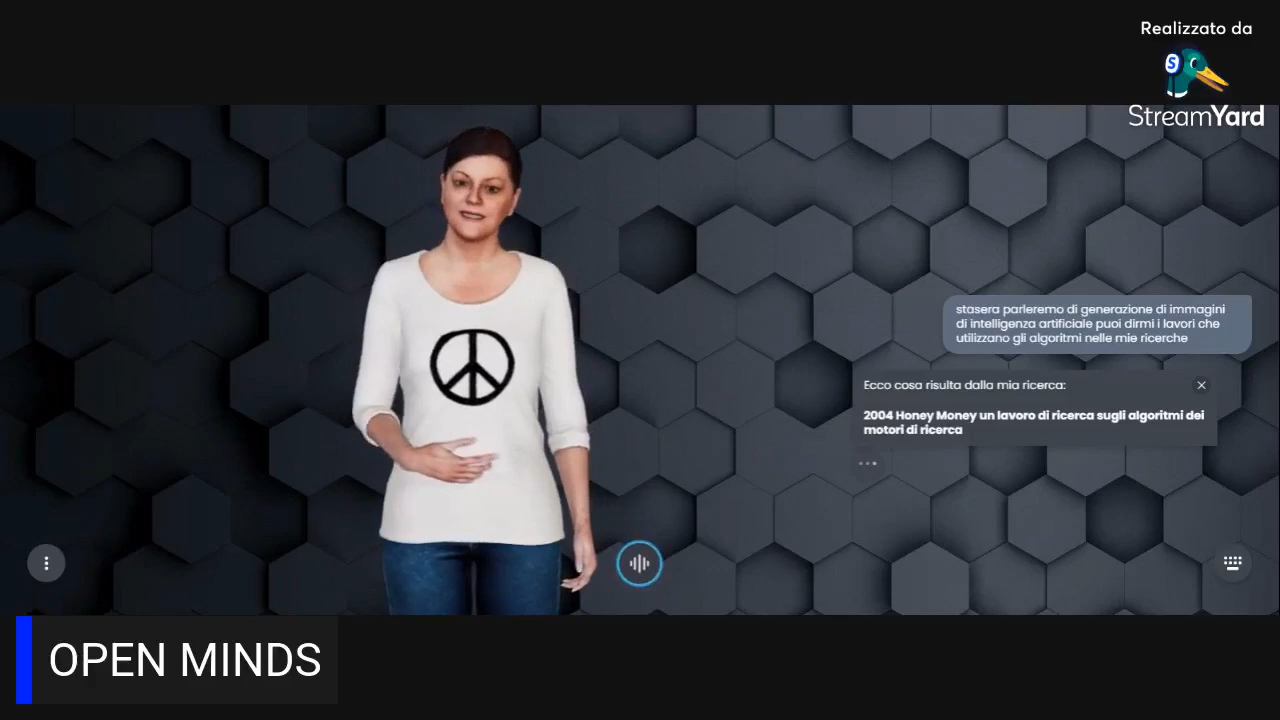 Realizzato da
StreamYard
stasera parleremo di generazione di immagini
di intelligenza artificiale puoi dirmi i lavori che
utilizzano gli algoritmi nelle mie ricerche
Ecco cosa risulta dalla mia ricerca:
2004 Honey Money un lavoro di ricerca sugli algoritmi dei
motori di ricerca
OPEN MINDS